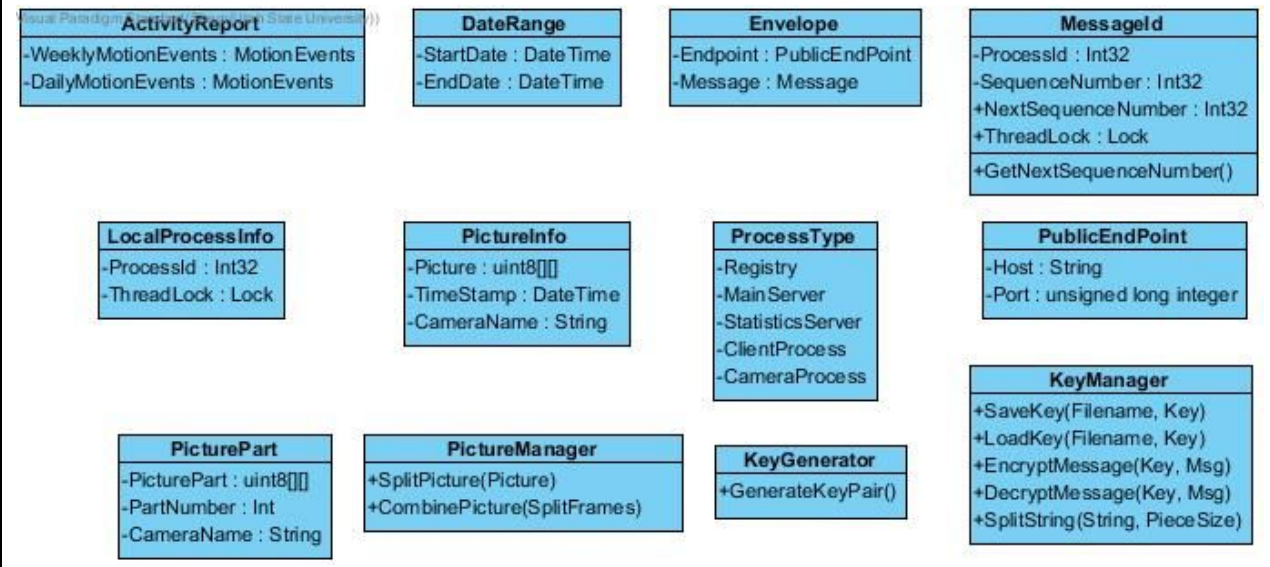 Visual Paradigm State University))
ActivityReport
-WeeklyMotionEvents : MotionEvents
-DailyMotionEvents : MotionEvents
DateRange
-StartDate : DateTime
-EndDate : DateTime
Envelope
-Endpoint : PublicEndPoint
-Message : Message
MessageId
-ProcessId : Int32
-SequenceNumber : Int32
+NextSequenceNumber : Int32
+ThreadLock : Lock
+GetNextSequenceNumber()
LocalProcessInfo
-ProcessId : Int32
-ThreadLock : Lock
PictureInfo
-Picture : uint8[][]
-TimeStamp : DateTime
-CameraName : String
ProcessType
-Registry
-MainServer
-StatisticsServer
-ClientProcess
-CameraProcess
PublicEndPoint
-Host : String
-Port : unsigned long integer
PicturePart
-PicturePart : uint8[][]
-PartNumber : Int
-CameraName : String
PictureManager
+SplitPicture(Picture)
+CombinePicture(SplitFrames)
KeyGenerator
+GenerateKeyPair()
KeyManager
+SaveKey(Filename, Key)
+LoadKey(Filename, Key)
+EncryptMessage(Key, Msg)
+DecryptMessage(Key, Msg)
+SplitString(String, PieceSize)